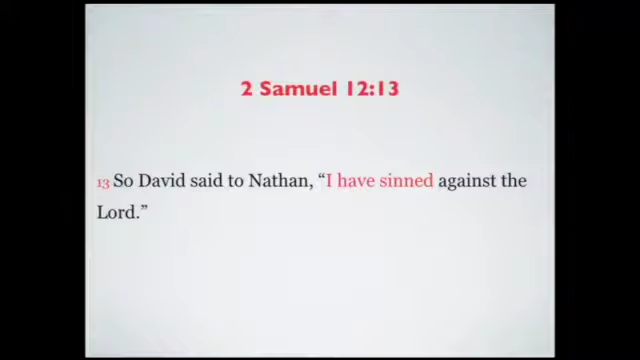 2 Samuel 12:13
13 So David said to Nathan, “I have sinned against the
Lord.”